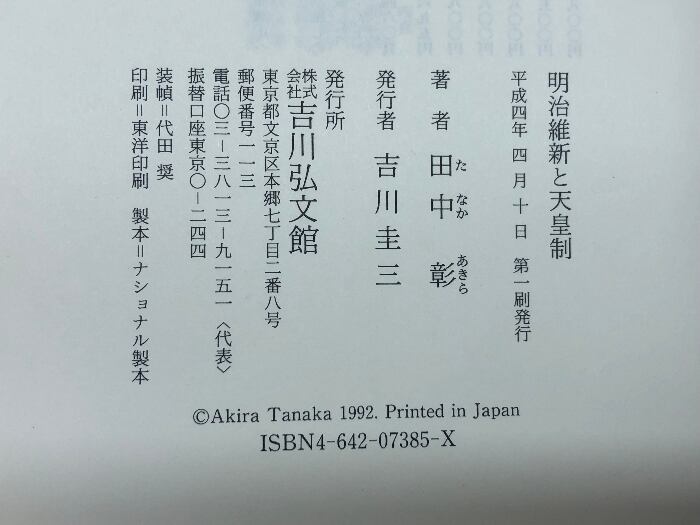 明治維新と天皇制
平成四年四月十日 第一刷発行
著者 田中彰
たなか あきら
発行者 吉川圭三
発行所
株式会社 吉川弘文館
東京都文京区本郷七丁目二番八号
郵便番号一一三
電話〇三―三八一三―九一五一〈代表〉
振替口座東京〇―二四四
装幀＝代田 奨
印刷＝東洋印刷 製本＝ナショナル製本
©Akira Tanaka 1992. Printed in Japan
ISBN4-642-07385-X